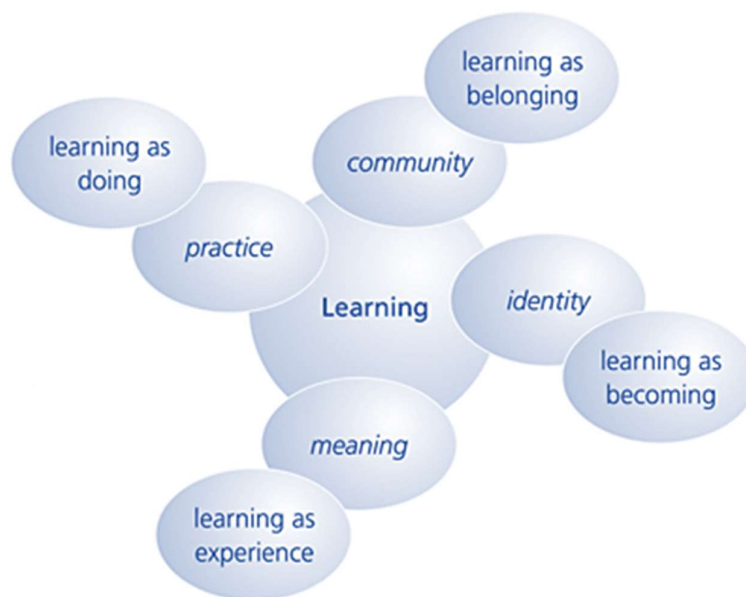 learning as
belonging
community
learning as
doing
practice
Learning
identity
learning as
becoming
meaning
learning as
experience